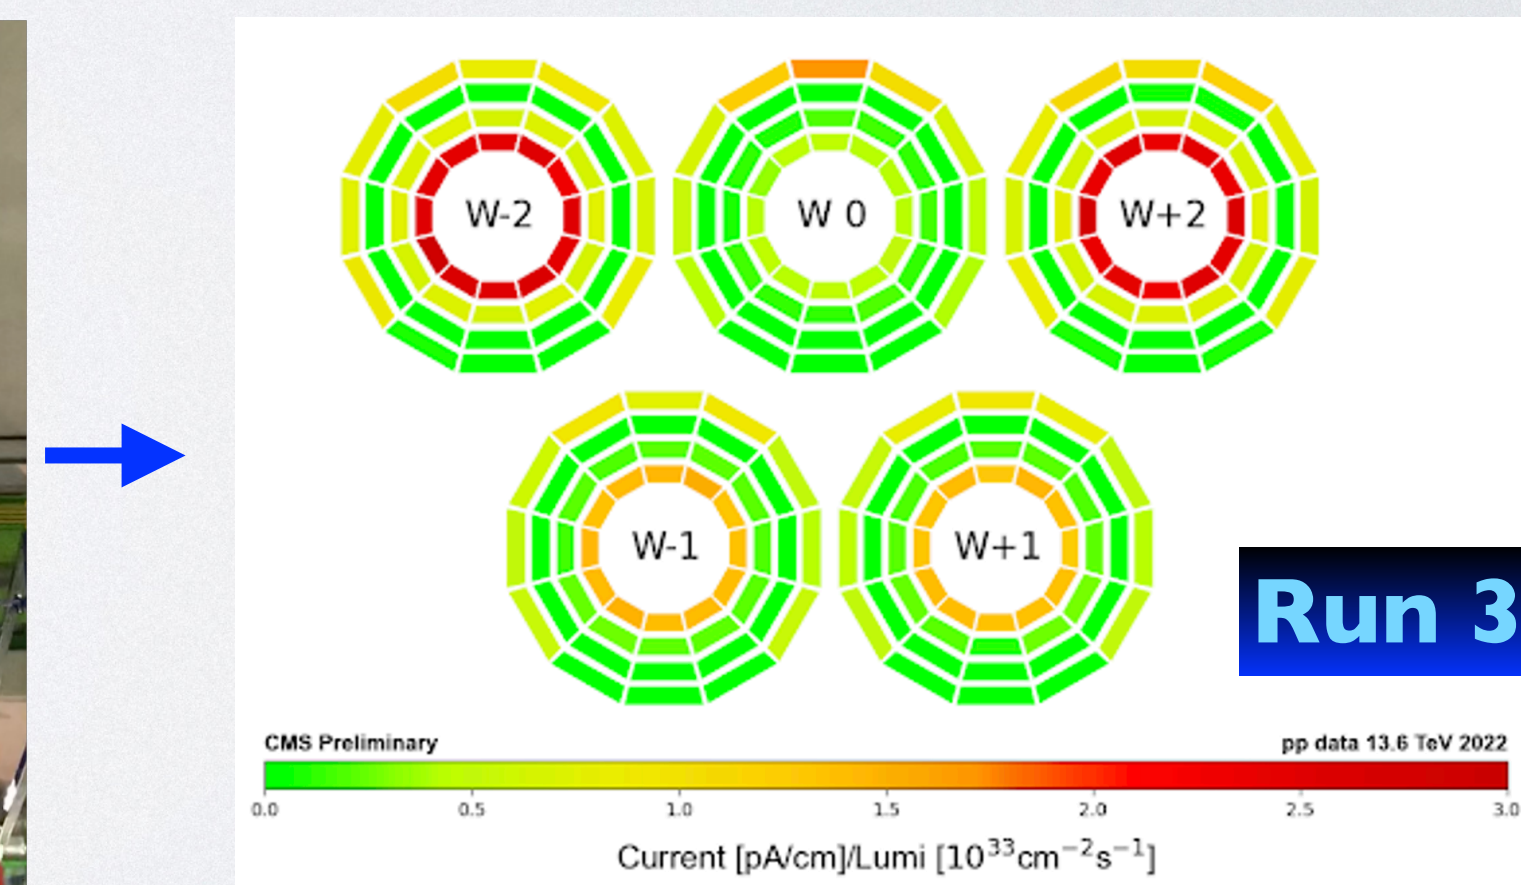 W-2
W 0
W+2
W-1
W+1
Run 3
CMS Preliminary
pp data 13.6 TeV 2022
0.0 0.5 1.0 1.5 2.0 2.5 3.0
Current [pA/cm]/Lumi [10³³cm⁻²s⁻¹]